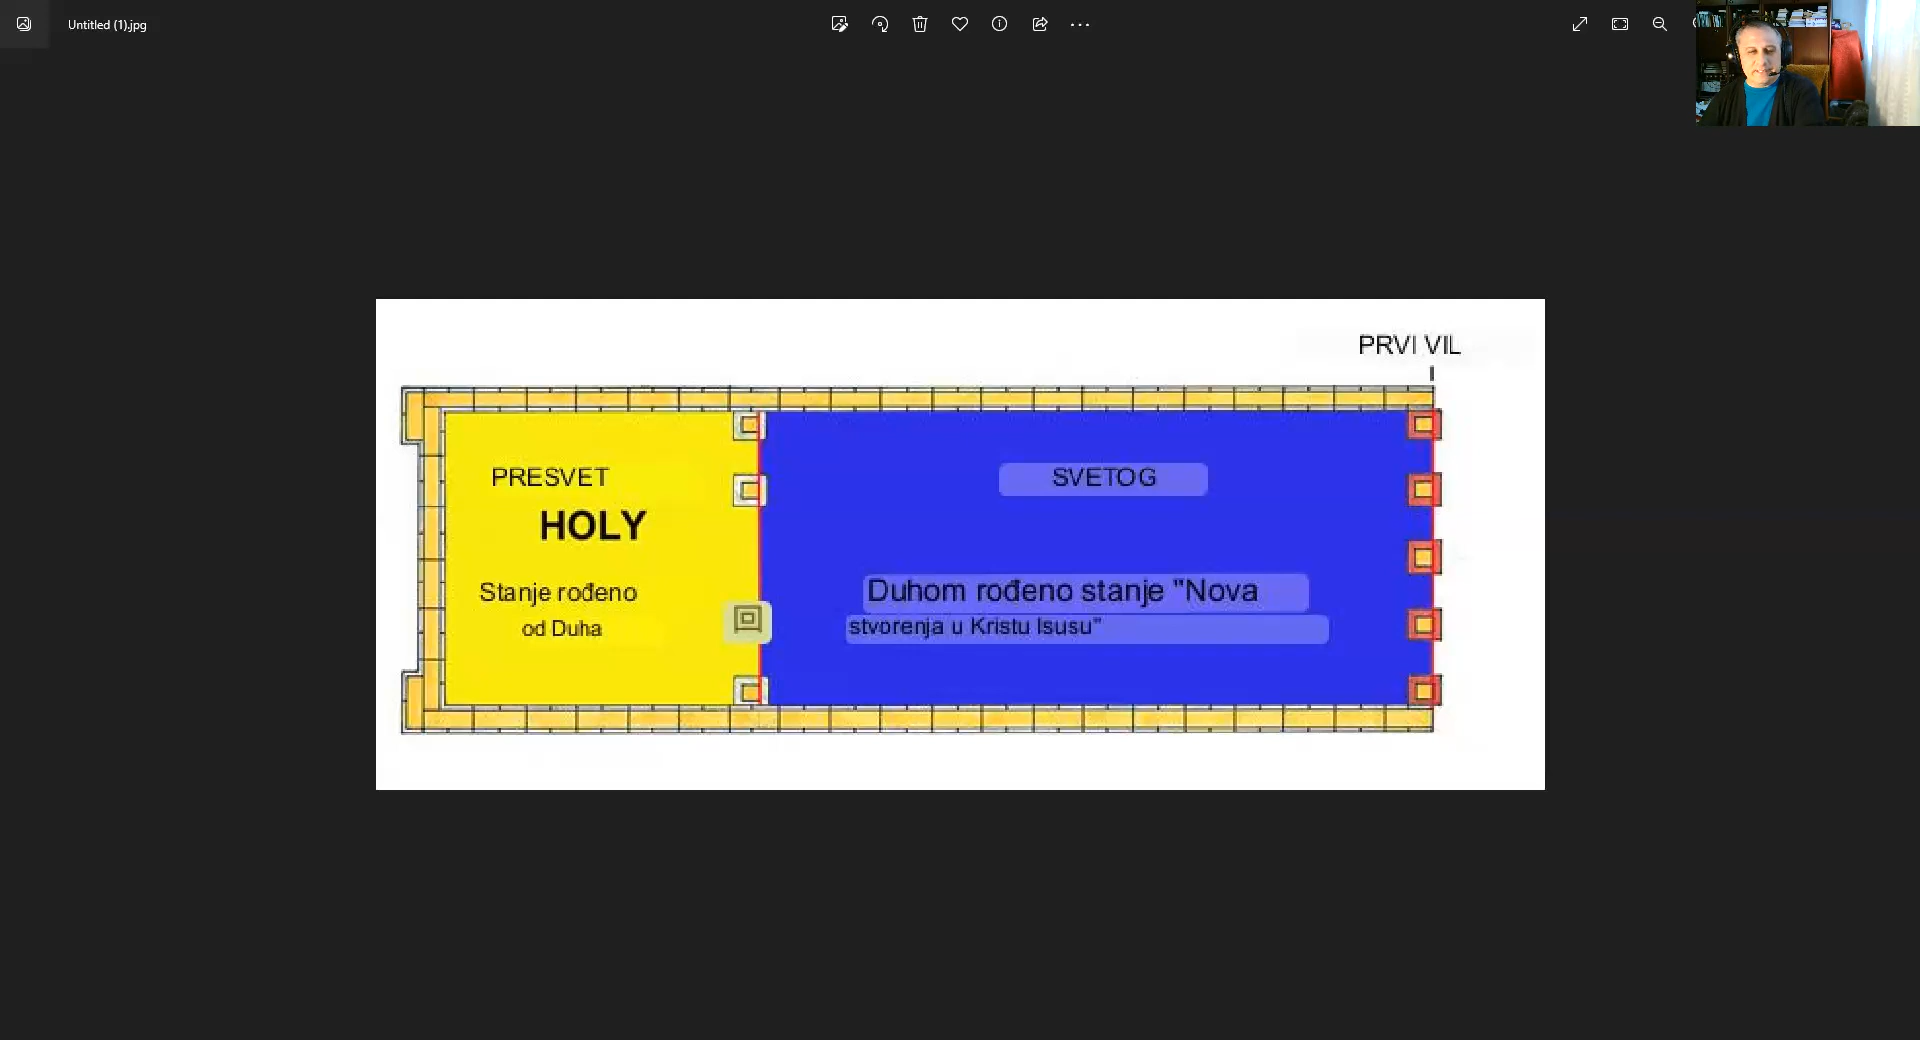 Untitled (1).jpg
PRVI VIL
PRESVET
HOLY
Stanje rođeno
od Duha
SVETOG
Duhom rođeno stanje "Nova
stvorenja u Kristu Isusu"